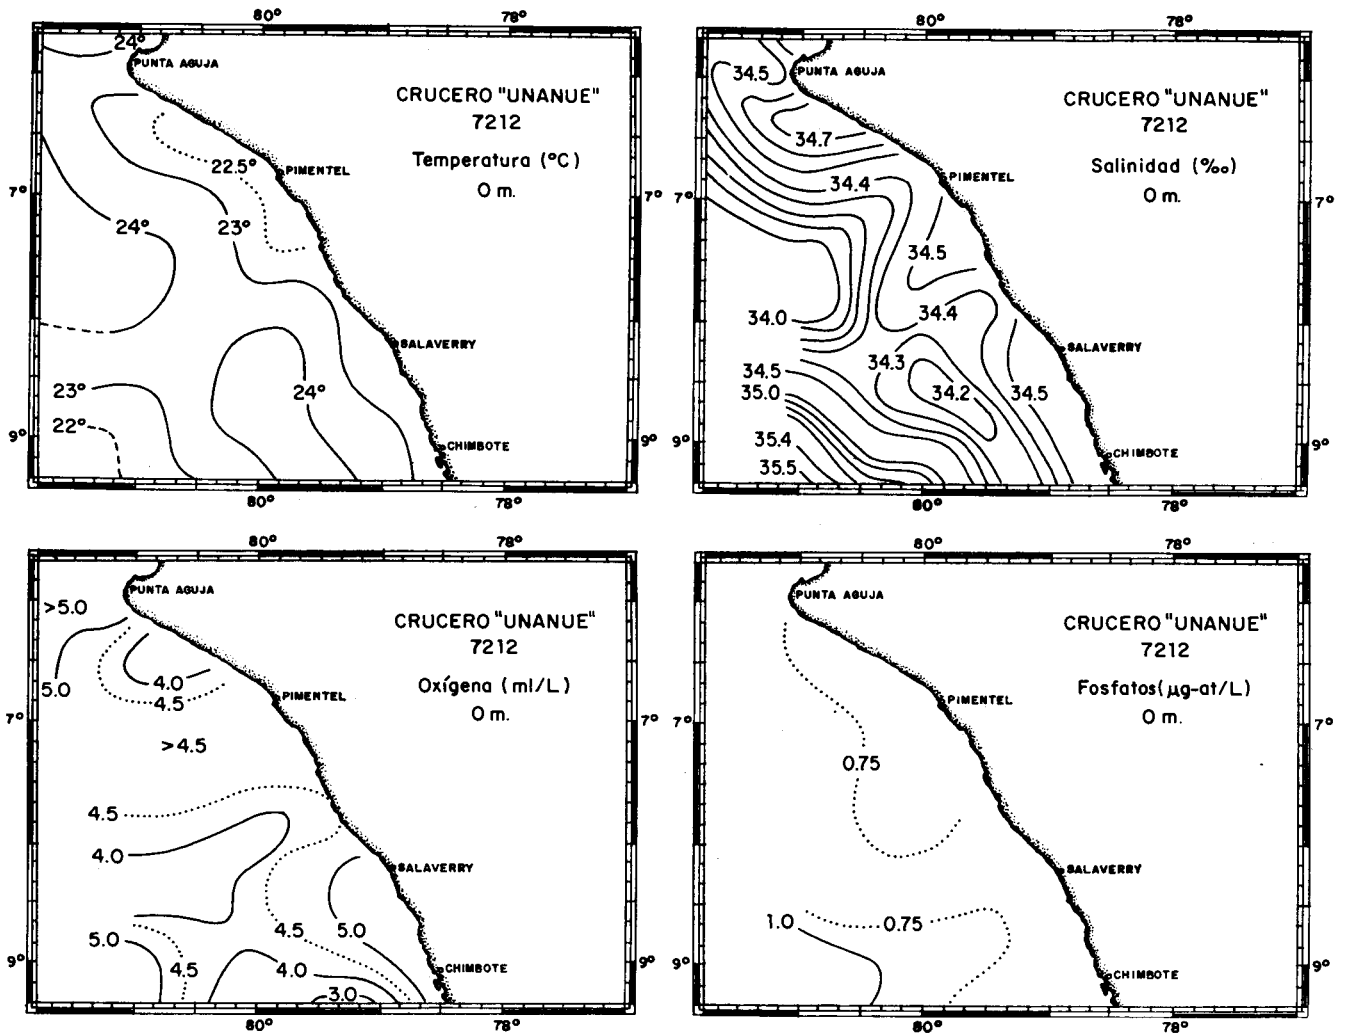 80°
78°
24°
PUNTA AGUJA
CRUCERO "UNANUE"
7212
Temperatura (°C)
0 m.
22.5°
PIMENTEL
7°
7°
24°
23°
SALAVERRY
23°
24°
22°
9°
9°
CHIMBOTE
80°
78°
80°
78°
34.5
PUNTA AGUJA
CRUCERO "UNANUE"
7212
Salinidad (‰)
0 m.
34.7
34.4
PIMENTEL
7°
7°
34.5
34.0
34.4
SALAVERRY
34.3
34.5
35.0
34.2
34.5
35.4
9°
9°
CHIMBOTE
35.5
80°
78°
80°
78°
PUNTA AGUJA
>5.0
CRUCERO "UNANUE"
7212
Oxígena (ml/L)
0 m.
5.0
4.0
4.5
PIMENTEL
7°
7°
>4.5
4.5
4.0
SALAVERRY
5.0
4.5
5.0
4.5
4.0
9°
9°
CHIMBOTE
3.0
80°
78°
80°
78°
PUNTA AGUJA
CRUCERO "UNANUE"
7212
Fosfatos(µg-at/L)
0 m.
PIMENTEL
7°
7°
0.75
SALAVERRY
1.0
0.75
9°
9°
CHIMBOTE
80°
78°